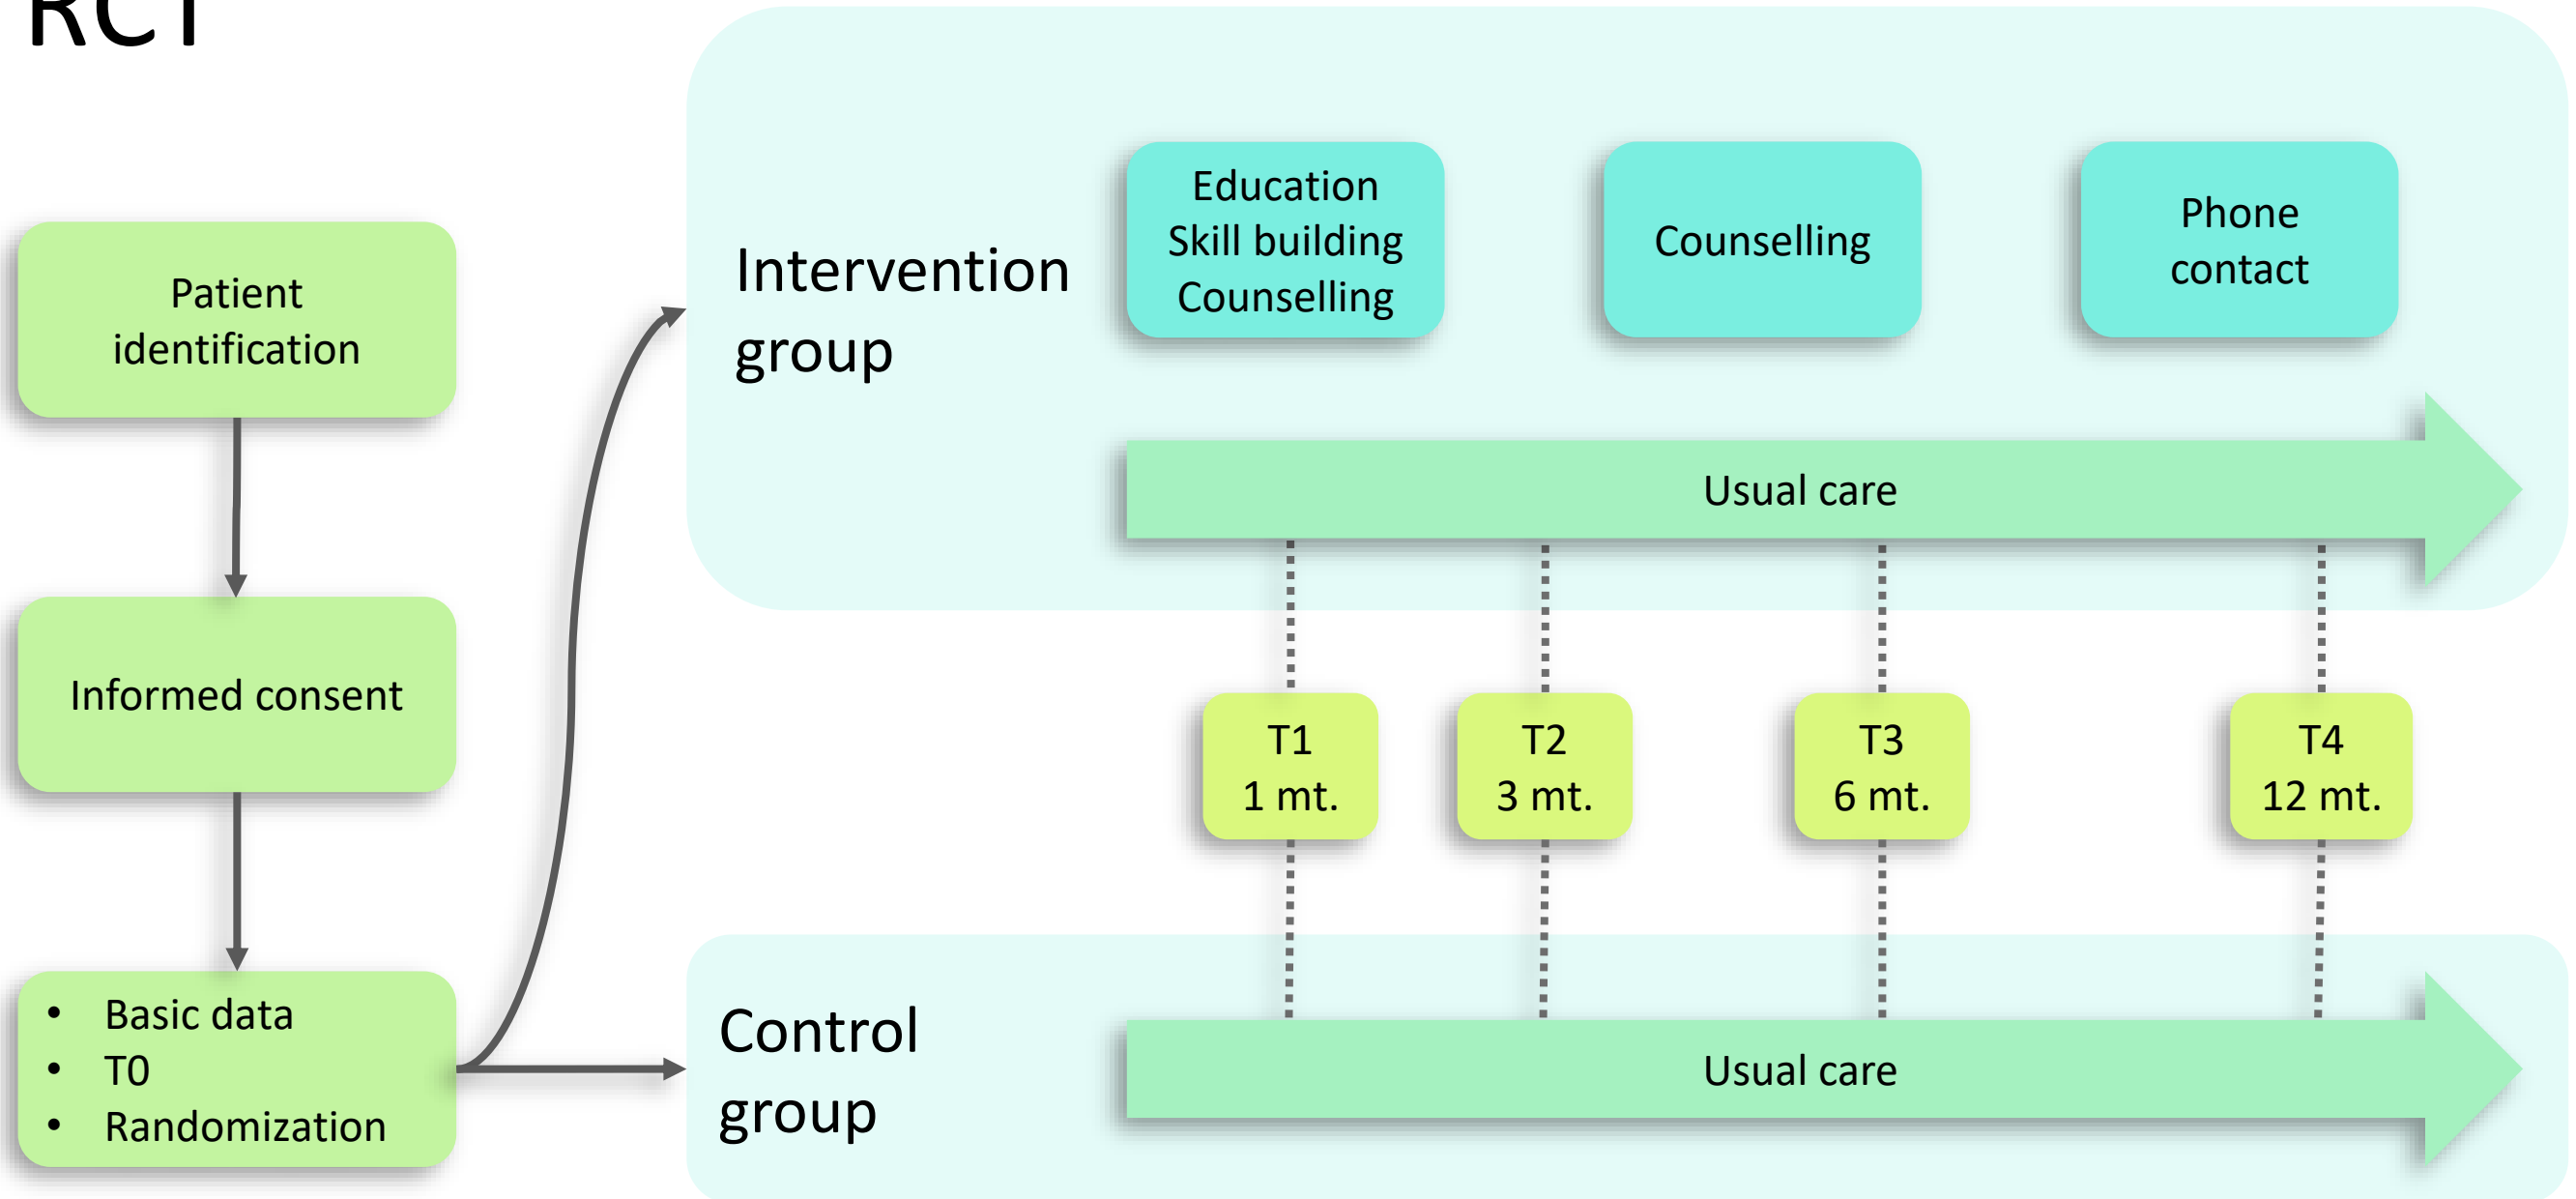 RCT
Patient
identification
Informed consent
• Basic data
• T0
• Randomization
Intervention
group
Education
Skill building
Counselling
Counselling
Phone
contact
Usual care
T1
1 mt.
T2
3 mt.
T3
6 mt.
T4
12 mt.
Control
group
Usual care